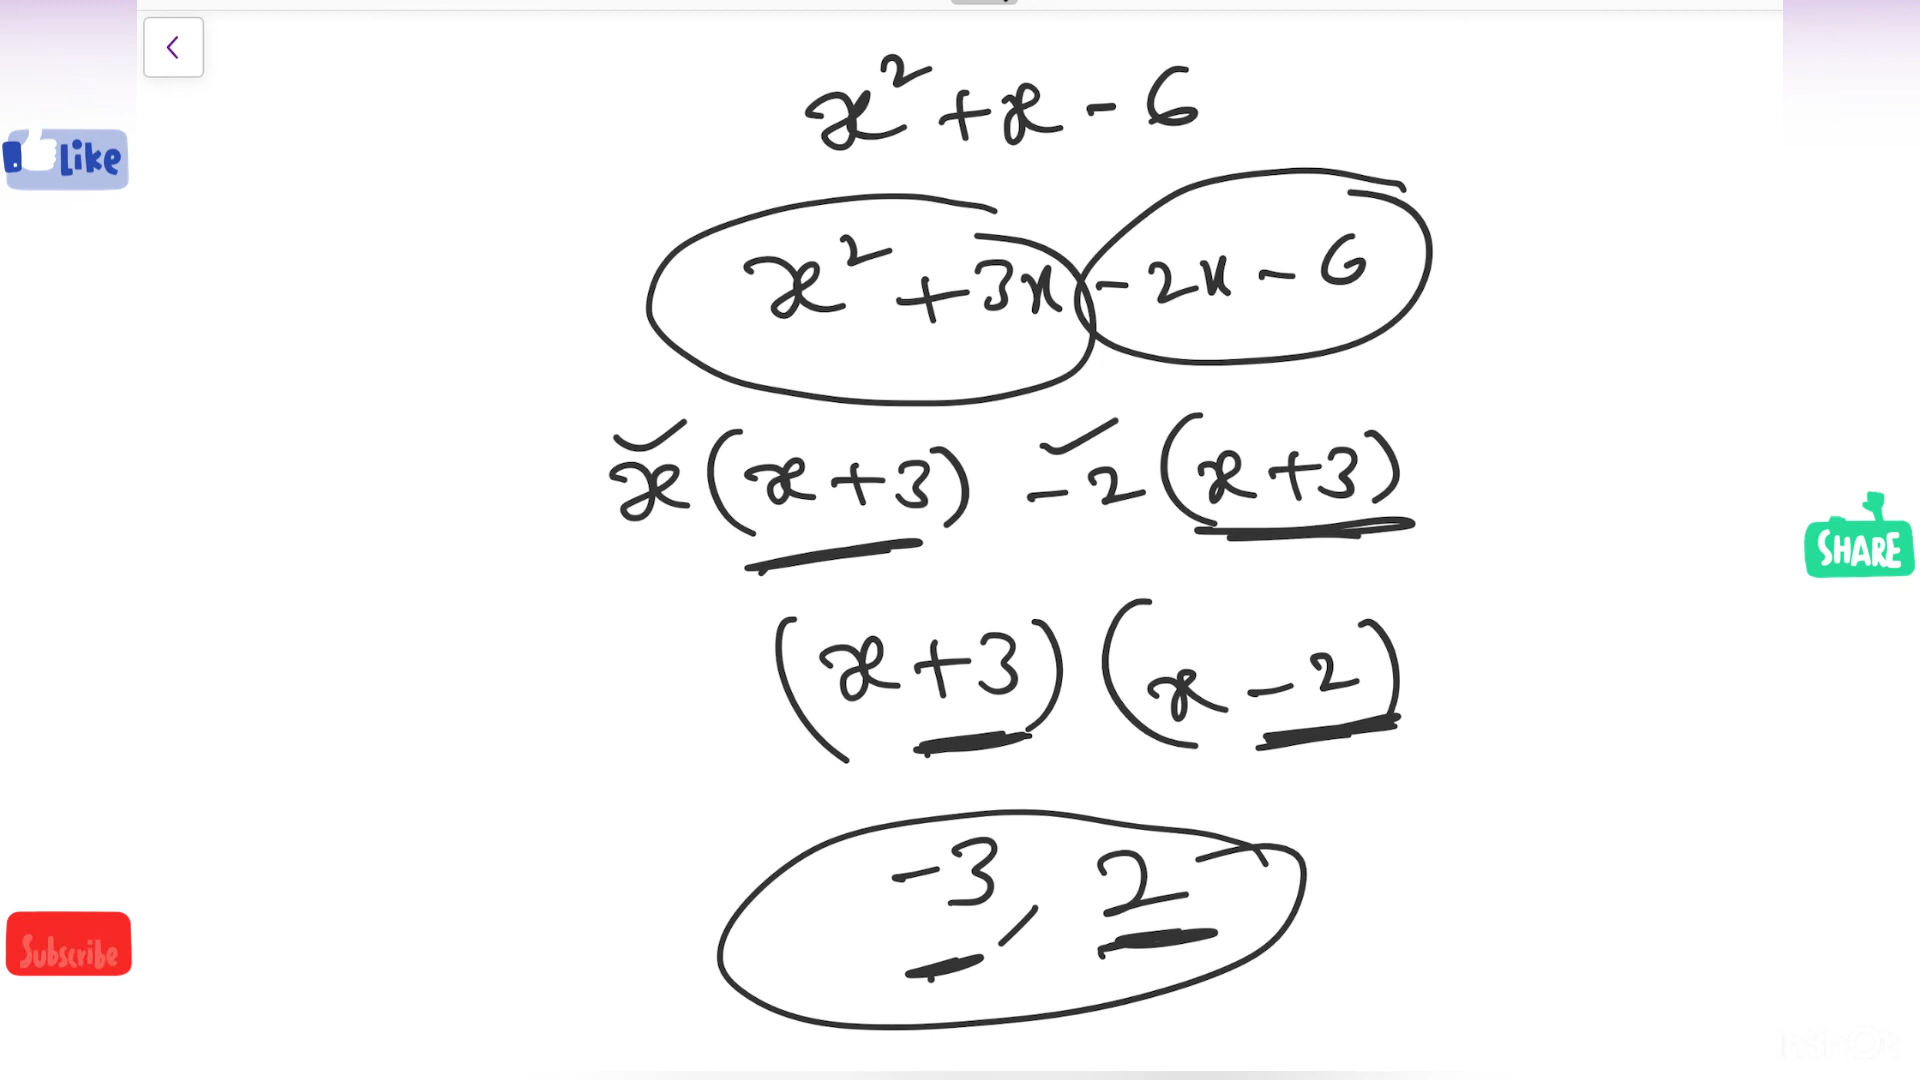 x² + x - 6
Like
x² + 3x - 2x - 6
x(x+3) - 2(x+3)
SHARE
(x+3)(x-2)
-3, 2
Subscribe